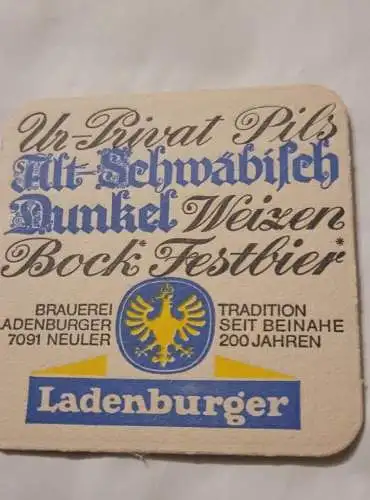 Ur-Privat Pils
Alt-Schwäbisch
Dunkel Weizen
Bock Festbier*
BRAUEREI
LADENBURGER
7091 NEULER
TRADITION
SEIT BEINAHE
200 JAHREN
Ladenburger